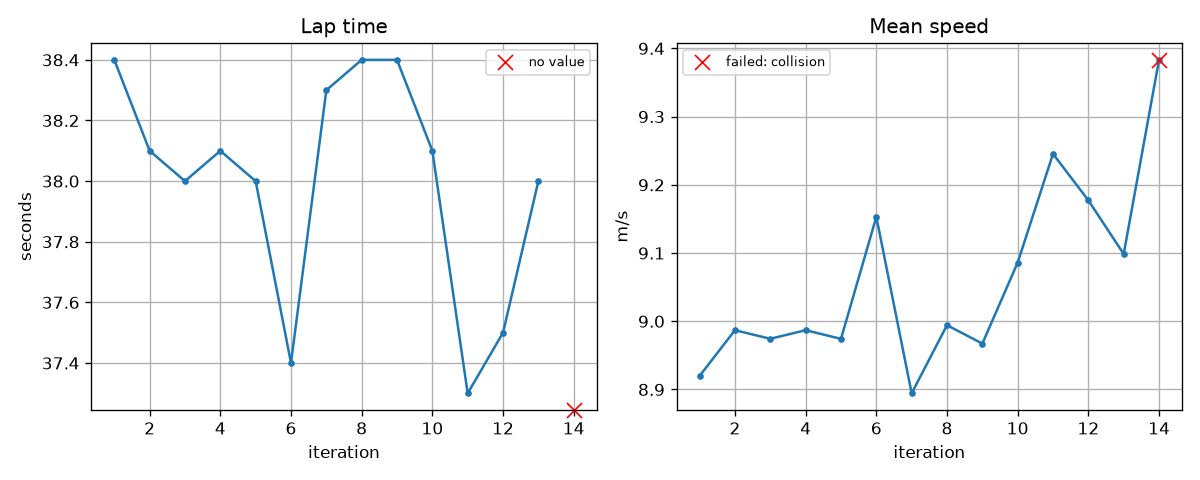 Lap time
no value
38.4
38.2
38.0
37.8
37.6
37.4
seconds
2 4 6 8 10 12 14
iteration
Mean speed
failed: collision
9.4
9.3
9.2
9.1
9.0
8.9
m/s
2 4 6 8 10 12 14
iteration